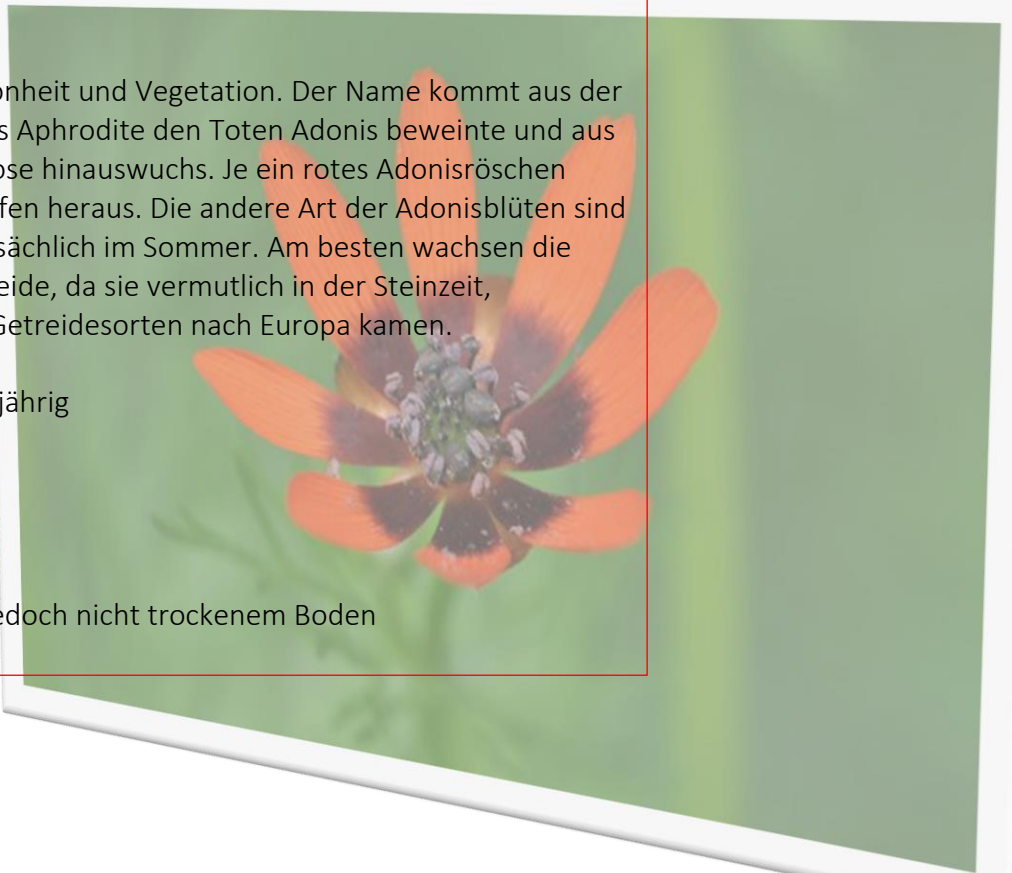 onheit und Vegetation. Der Name kommt aus der
s Aphrodite den Toten Adonis beweinte und aus
ose hinauswuchs. Je ein rotes Adonisröschen
fen heraus. Die andere Art der Adonisblüten sind
sächlich im Sommer. Am besten wachsen die
eide, da sie vermutlich in der Steinzeit,
Getreidesorten nach Europa kamen.
jährig
edoch nicht trockenem Boden